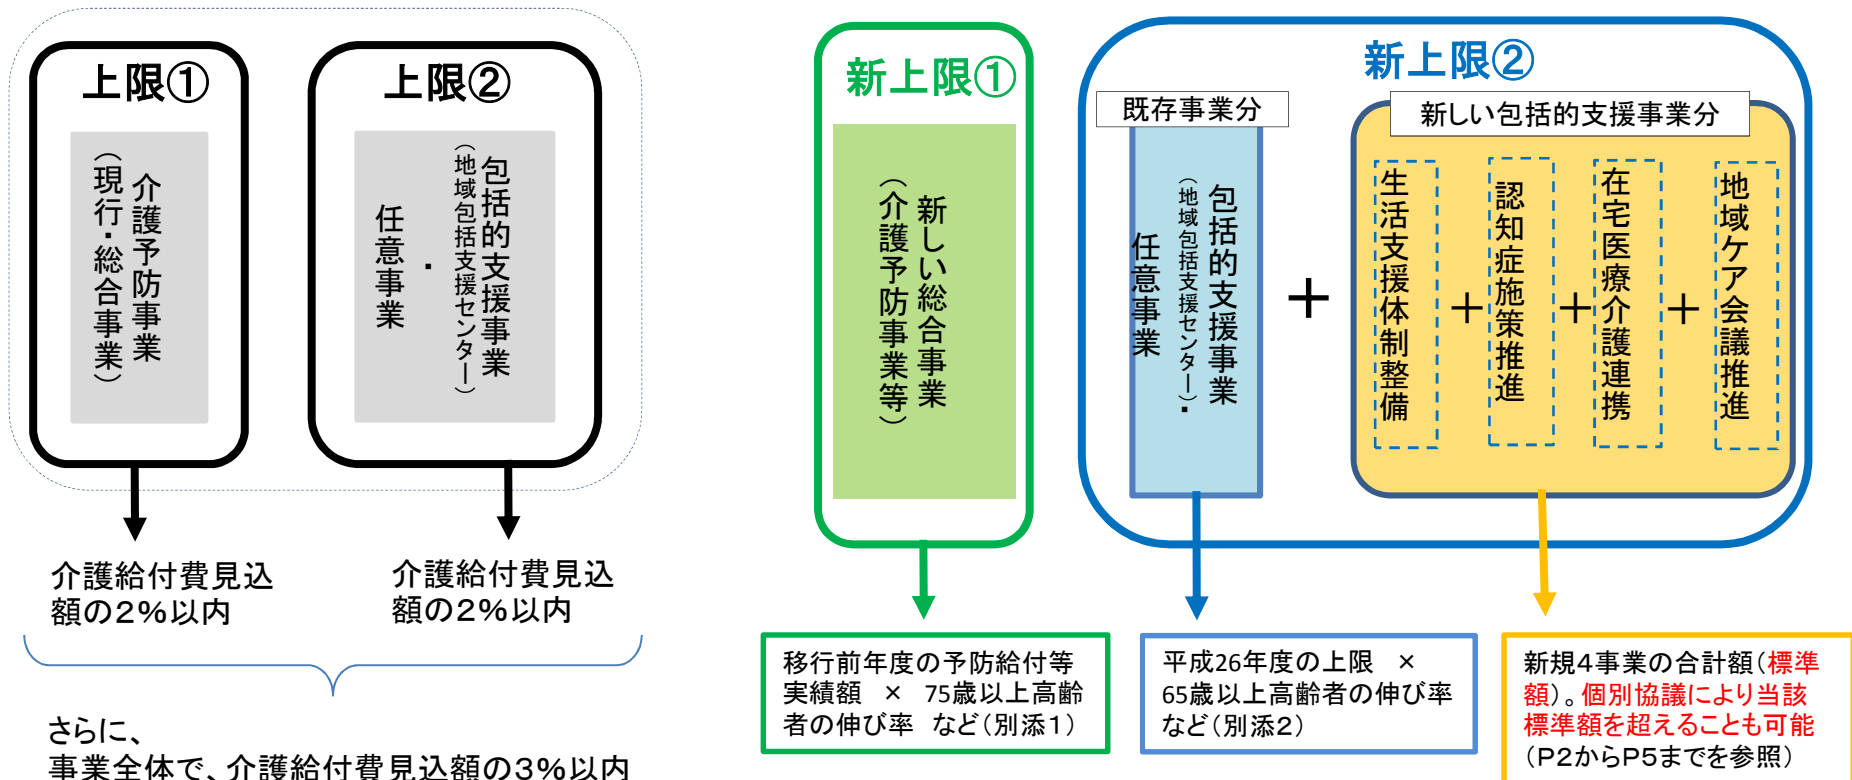 上限①
介護予防事業
（現行・総合事業）
上限②
包括的支援事業
（地域包括支援センター）
・
任意事業
介護給付費見込
額の2%以内
介護給付費見込
額の2%以内
さらに、
事業全体で、介護給付費見込額の3%以内
新上限①
新しい総合事業
（介護予防事業等）
新上限②
既存事業分
包括的支援事業
（地域包括支援センター）・
任意事業
＋
新しい包括的支援事業分
生活支援体制整備
＋
認知症施策推進
＋
在宅医療介護連携
＋
地域ケア会議推進
移行前年度の予防給付等
実績額 × 75歳以上高齢
者の伸び率 など（別添１）
平成26年度の上限 ×
65歳以上高齢者の伸び率
など（別添２）
新規４事業の合計額（標準
額）。個別協議により当該
標準額を超えることも可能
（P2からP5までを参照）